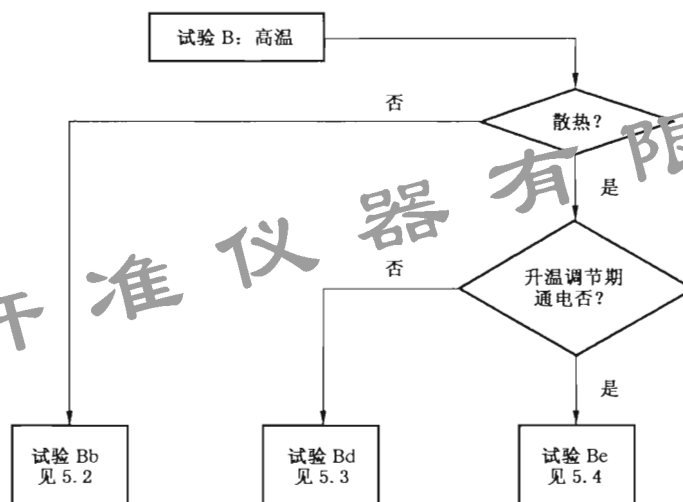 试验 B：高温
否
散热？
是
升温调节期
通电否？
否
是
试验 Bb
见 5.2
试验 Bd
见 5.3
试验 Be
见 5.4
准仪器有限